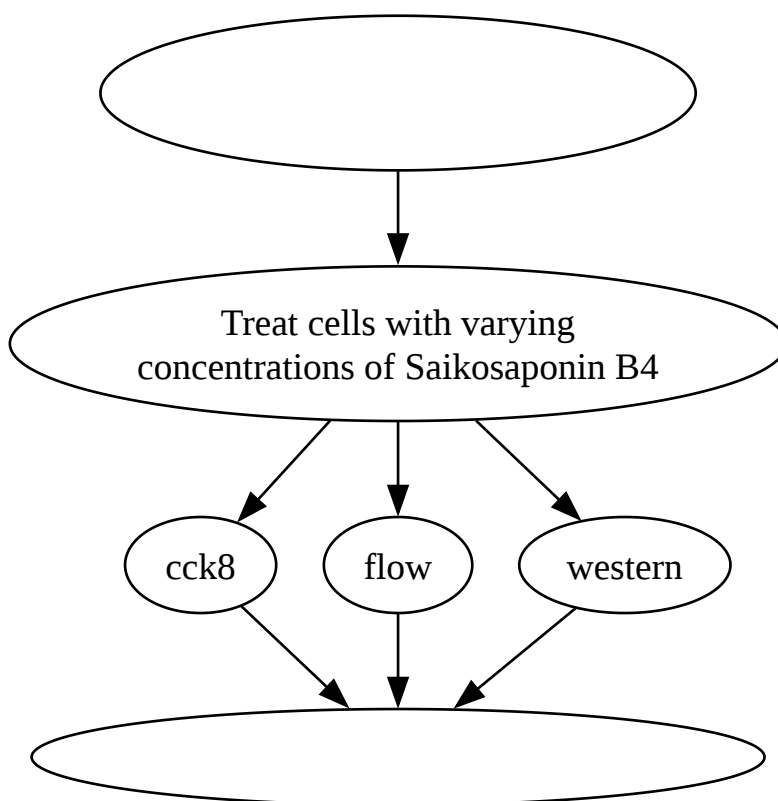 Treat cells with varying
concentrations of Saikosaponin B4
cck8
flow
western